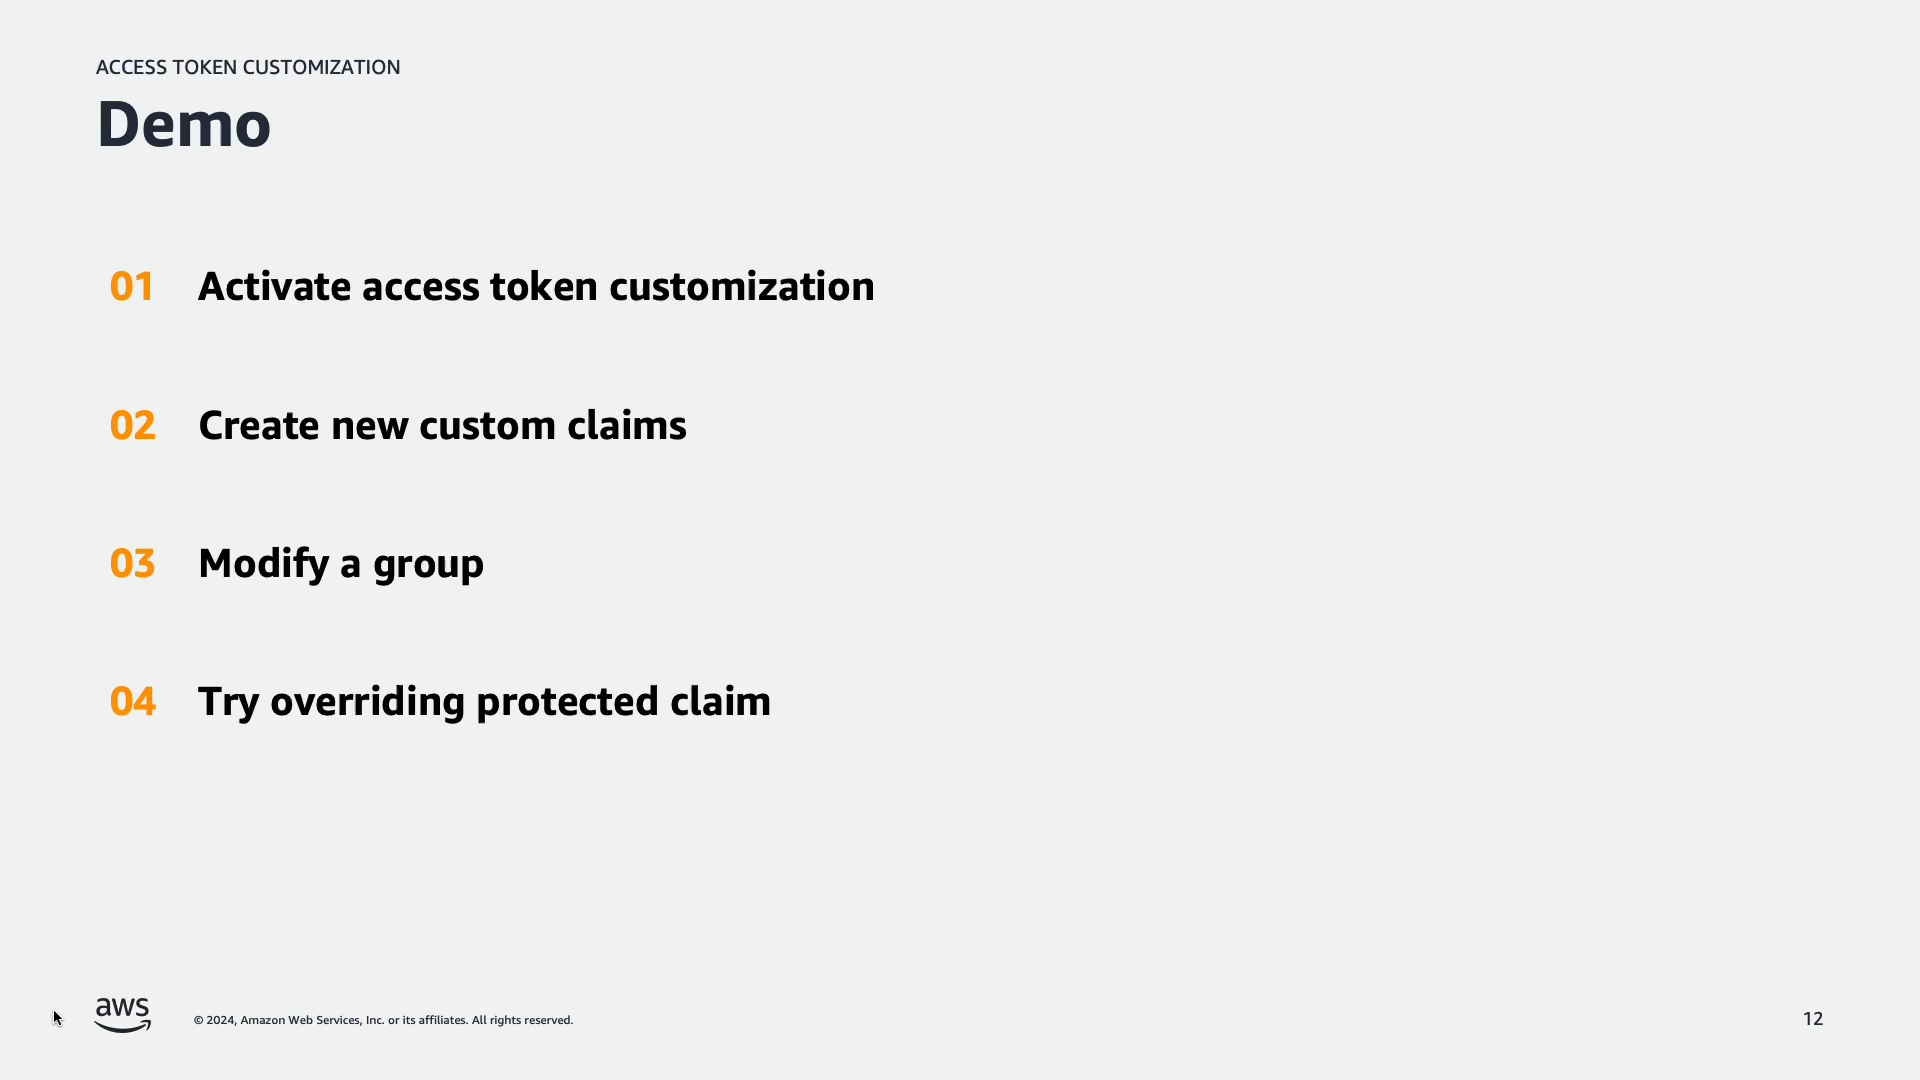 ACCESS TOKEN CUSTOMIZATION
Demo
01 Activate access token customization
02 Create new custom claims
03 Modify a group
04 Try overriding protected claim
aws © 2024, Amazon Web Services, Inc. or its affiliates. All rights reserved. 12